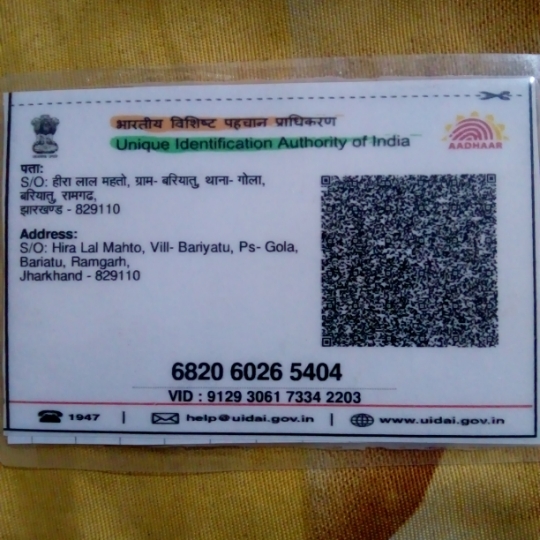 भारतीय विशिष्ट पहचान प्राधिकरण
Unique Identification Authority of India
AADHAAR
पता:
S/O: हीरा लाल महतो, ग्राम- बरियातु, थाना- गोला,
बरियातु, रामगढ,
झारखण्ड - 829110
Address:
S/O: Hira Lal Mahto, Vill- Bariyatu, Ps- Gola,
Bariatu, Ramgarh,
Jharkhand - 829110
6820 6026 5404
VID : 9129 3061 7334 2203
1947 | help@uidai.gov.in | www.uidai.gov.in